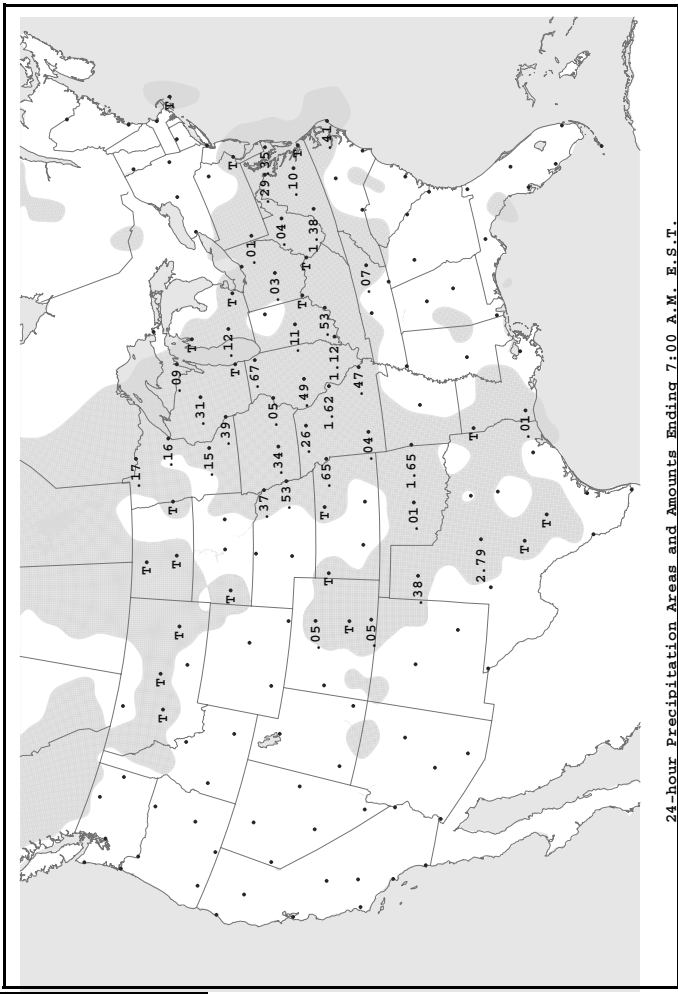 .17
T
T
T
.16
T
T
.09
T
T
T
.31
.15
.39
.12
T
T
T
T
.01
.67
.37
.29
.35
.05
.03
.34
.04
.53
.10
.11
T
T
.49
.26
T
1.38
.05
T
.53
.65
.41
1.62
T
1.12
T
.47
.07
.04
.05
1.65
.01
.38
T
2.79
.01
T
T
24-hour Precipitation Areas and Amounts Ending 7:00 A.M. E.S.T.